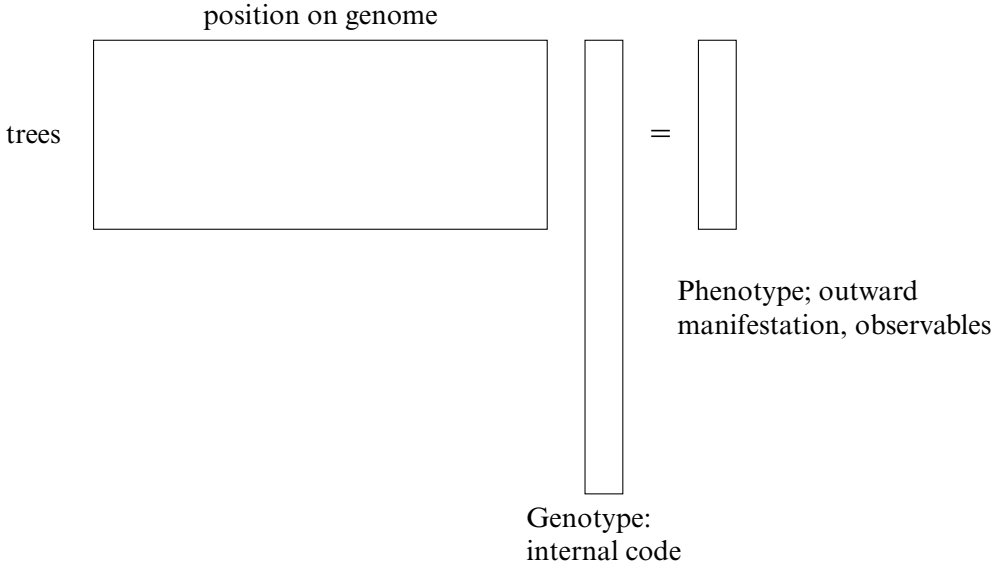 position on genome
trees
=
Phenotype; outward
manifestation, observables
Genotype:
internal code